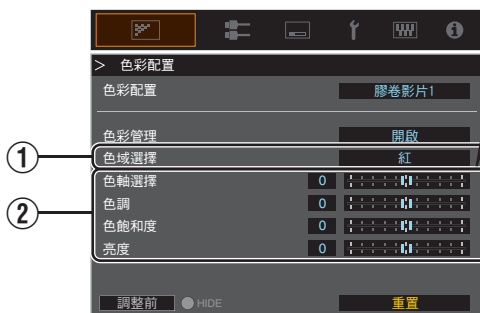 > 色彩配置
色彩配置 膠卷影片1
色彩管理 開啟
① 色域選擇 紅
② 色軸選擇 0
色調 0
色飽和度 0
亮度 0
調整前 HIDE 重置